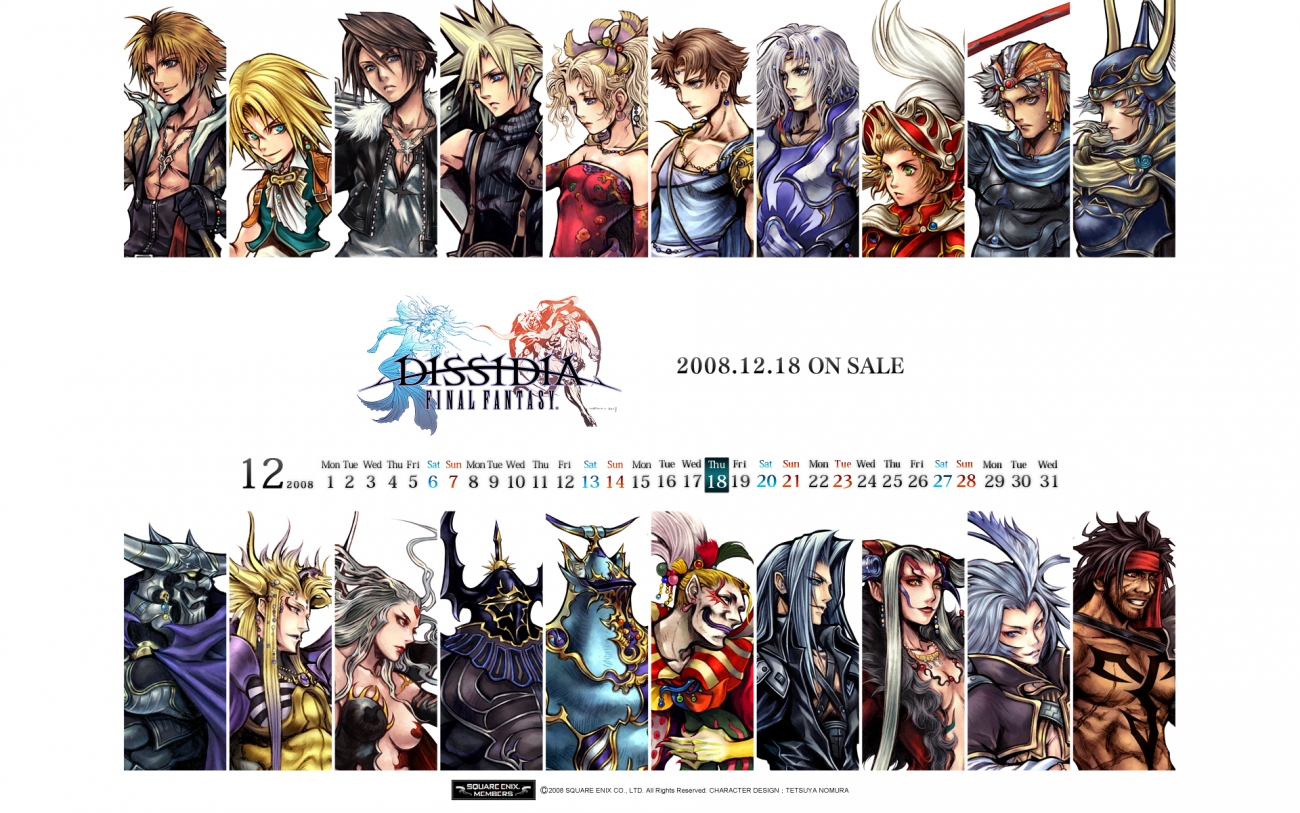 DISSIDIA
FINAL FANTASY
2008.12.18 ON SALE
12 2008
Mon Tue Wed Thu Fri Sat Sun Mon Tue Wed Thu Fri Sat Sun Mon Tue Wed Thu Fri Sat Sun Mon Tue Wed Thu Fri Sat Sun Mon Tue Wed
1 2 3 4 5 6 7 8 9 10 11 12 13 14 15 16 17 18 19 20 21 22 23 24 25 26 27 28 29 30 31
SQUARE ENIX
MEMBERS
©2008 SQUARE ENIX CO., LTD. All Rights Reserved. CHARACTER DESIGN : TETSUYA NOMURA